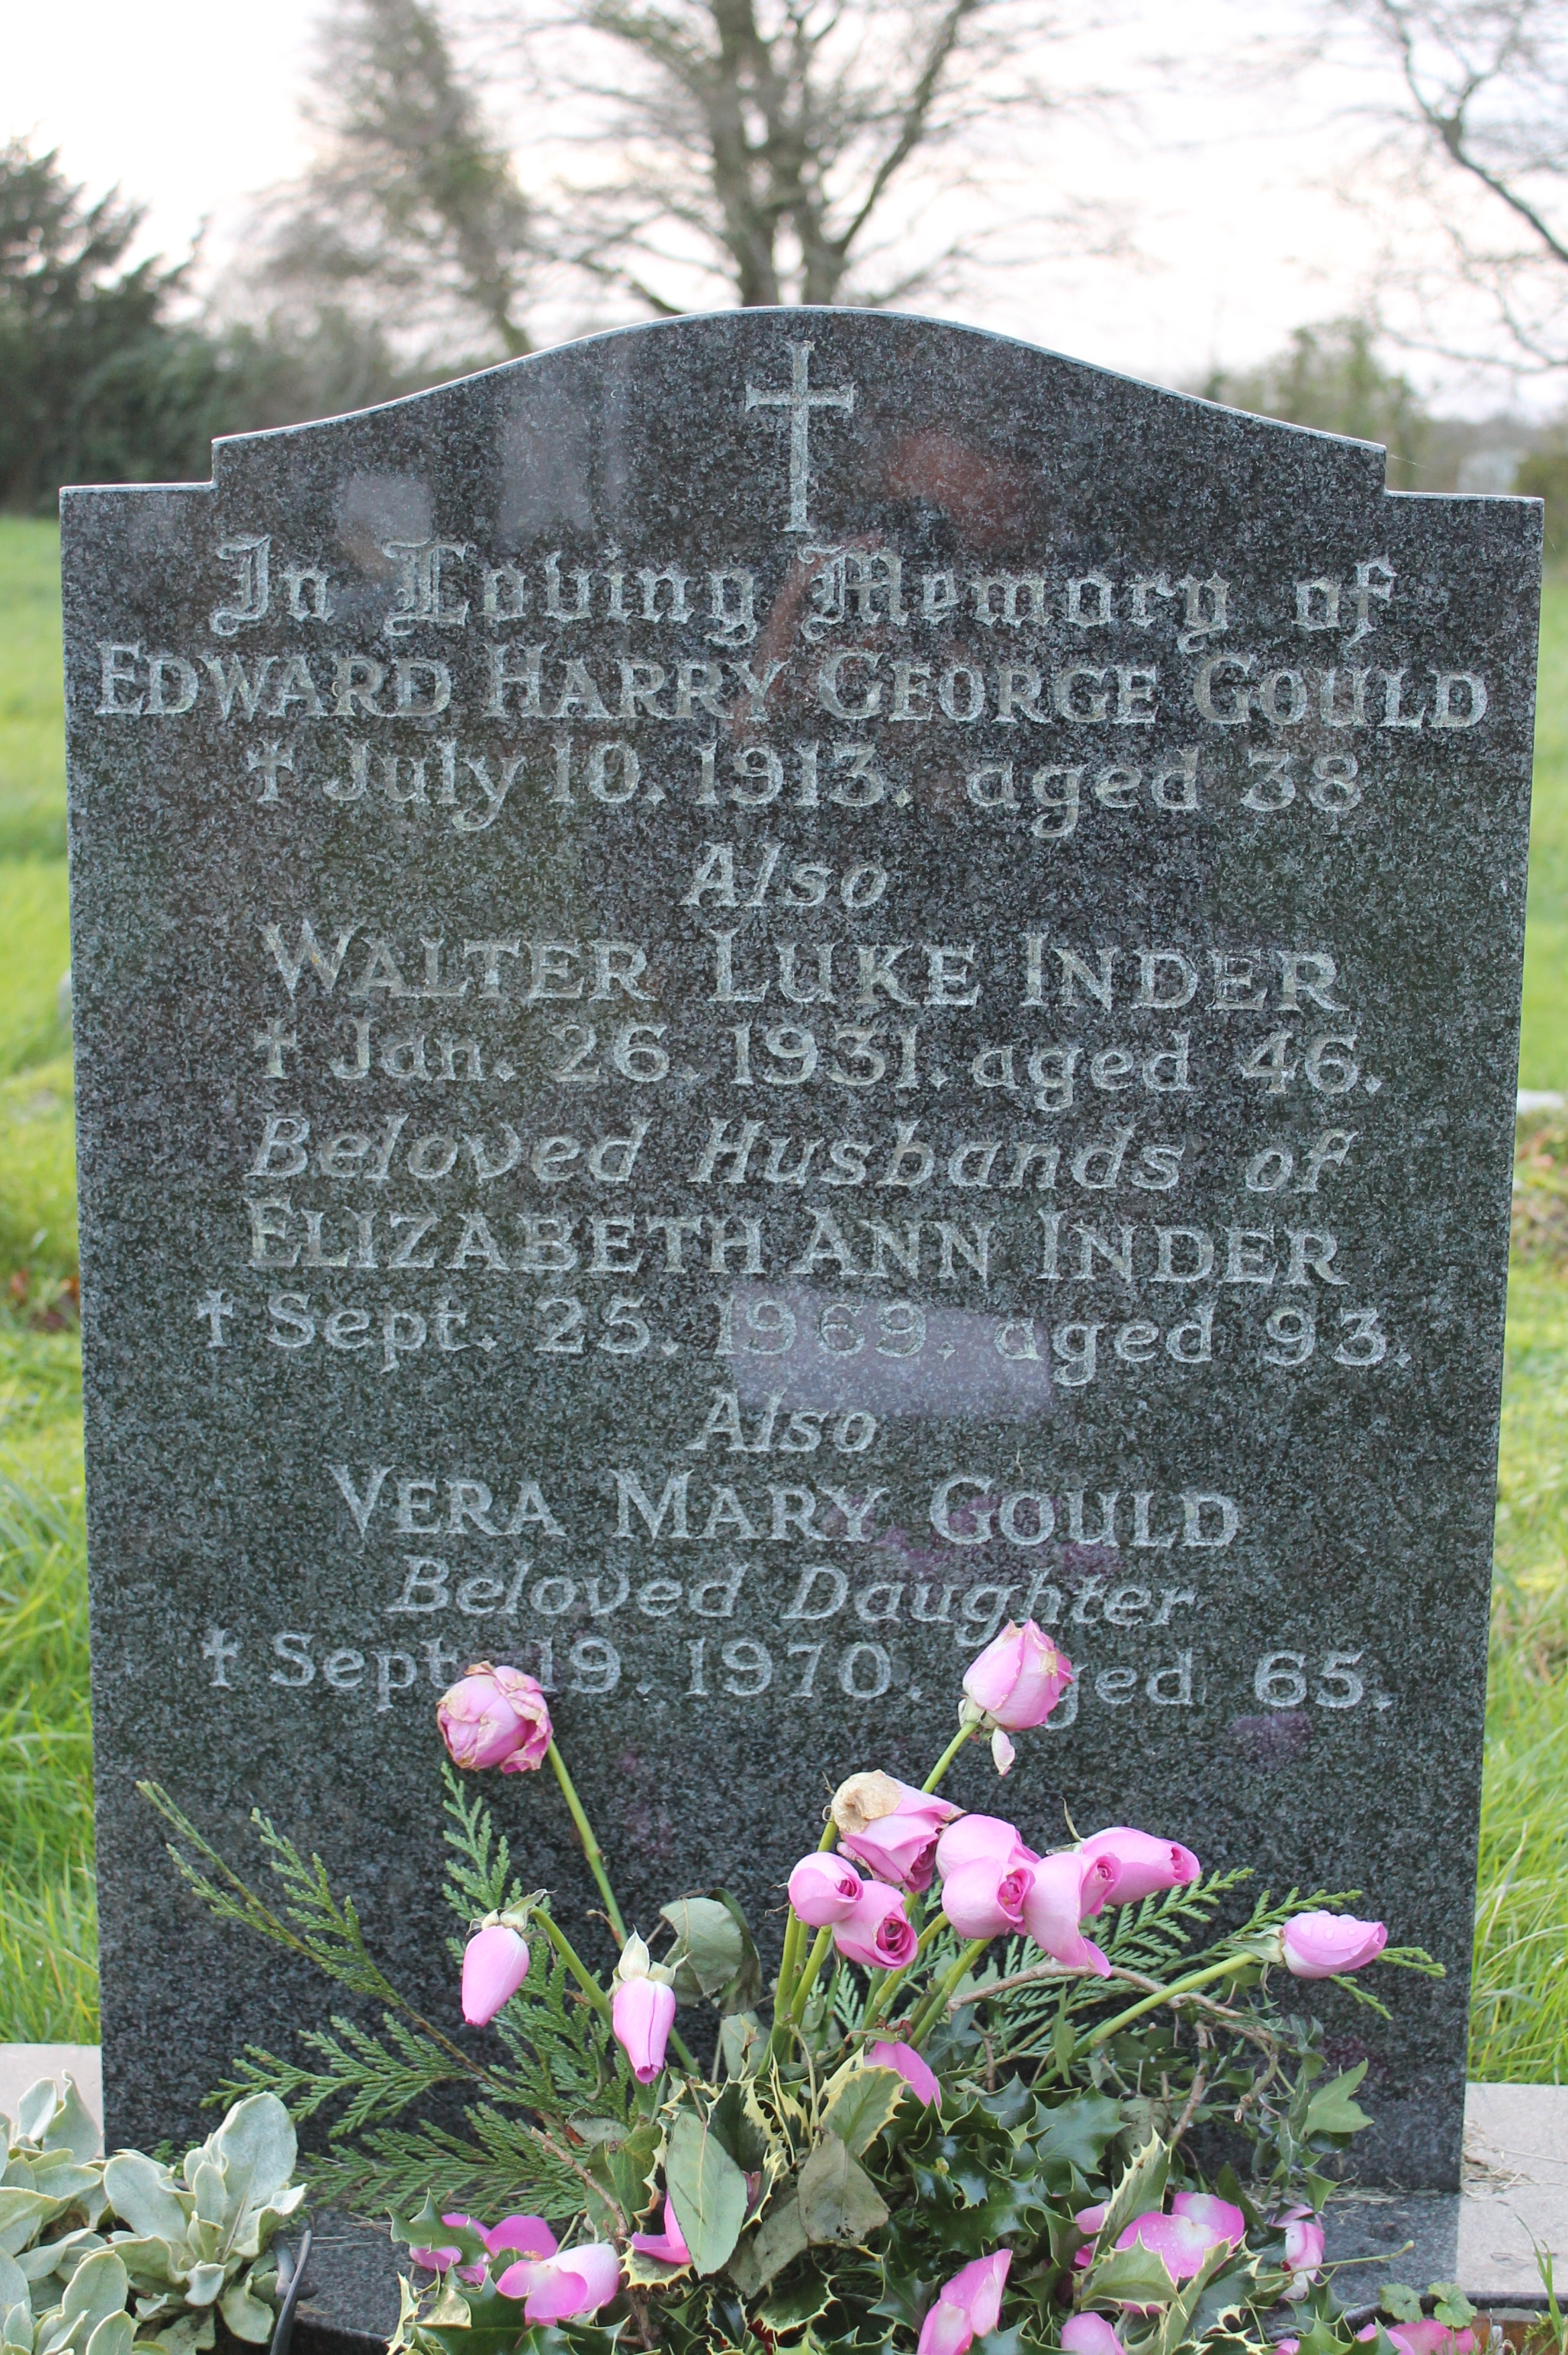 In Loving Memory of
EDWARD HARRY GEORGE GOULD
† July 10. 1913. aged 38
Also
WALTER LUKE INDER
† Jan. 26. 1931. aged 46.
Beloved Husbands of
ELIZABETH ANN INDER
† Sept. 25. 1969. aged 93.
Also
VERA MARY GOULD
Beloved Daughter
† Sept. 19. 1970. aged 65.